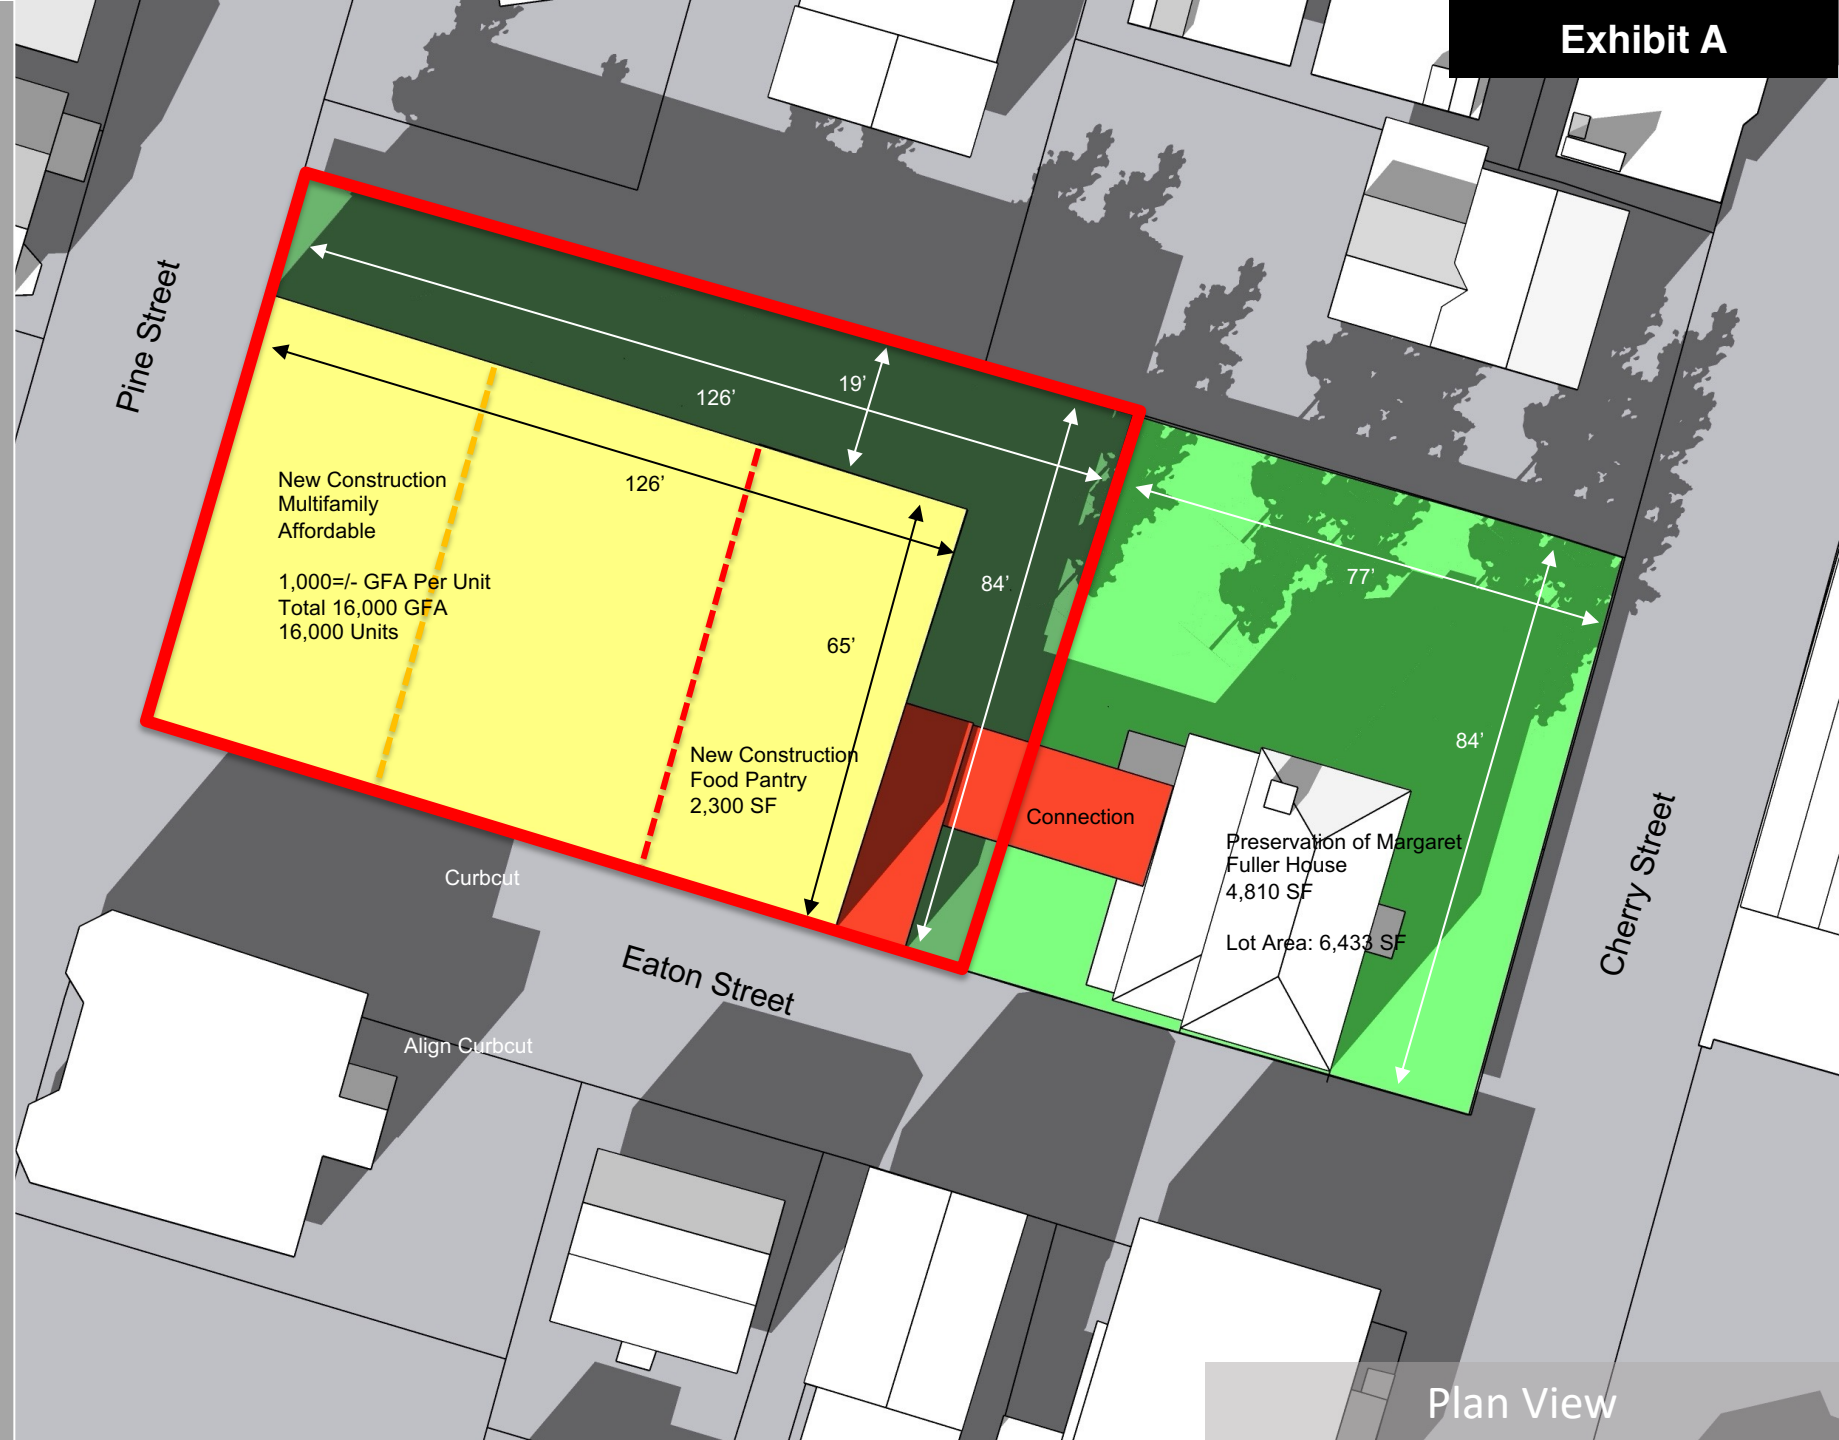 Exhibit A
Pine Street
126’
19’
126’
New Construction
Multifamily
Affordable
1,000=/- GFA Per Unit
Total 16,000 GFA
16,000 Units
84’
77’
65’
84’
New Construction
Food Pantry
2,300 SF
Connection
Preservation of Margaret
Fuller House
4,810 SF
Lot Area: 6,433 SF
Cherry Street
Curbcut
Eaton Street
Align Curbcut
Plan View